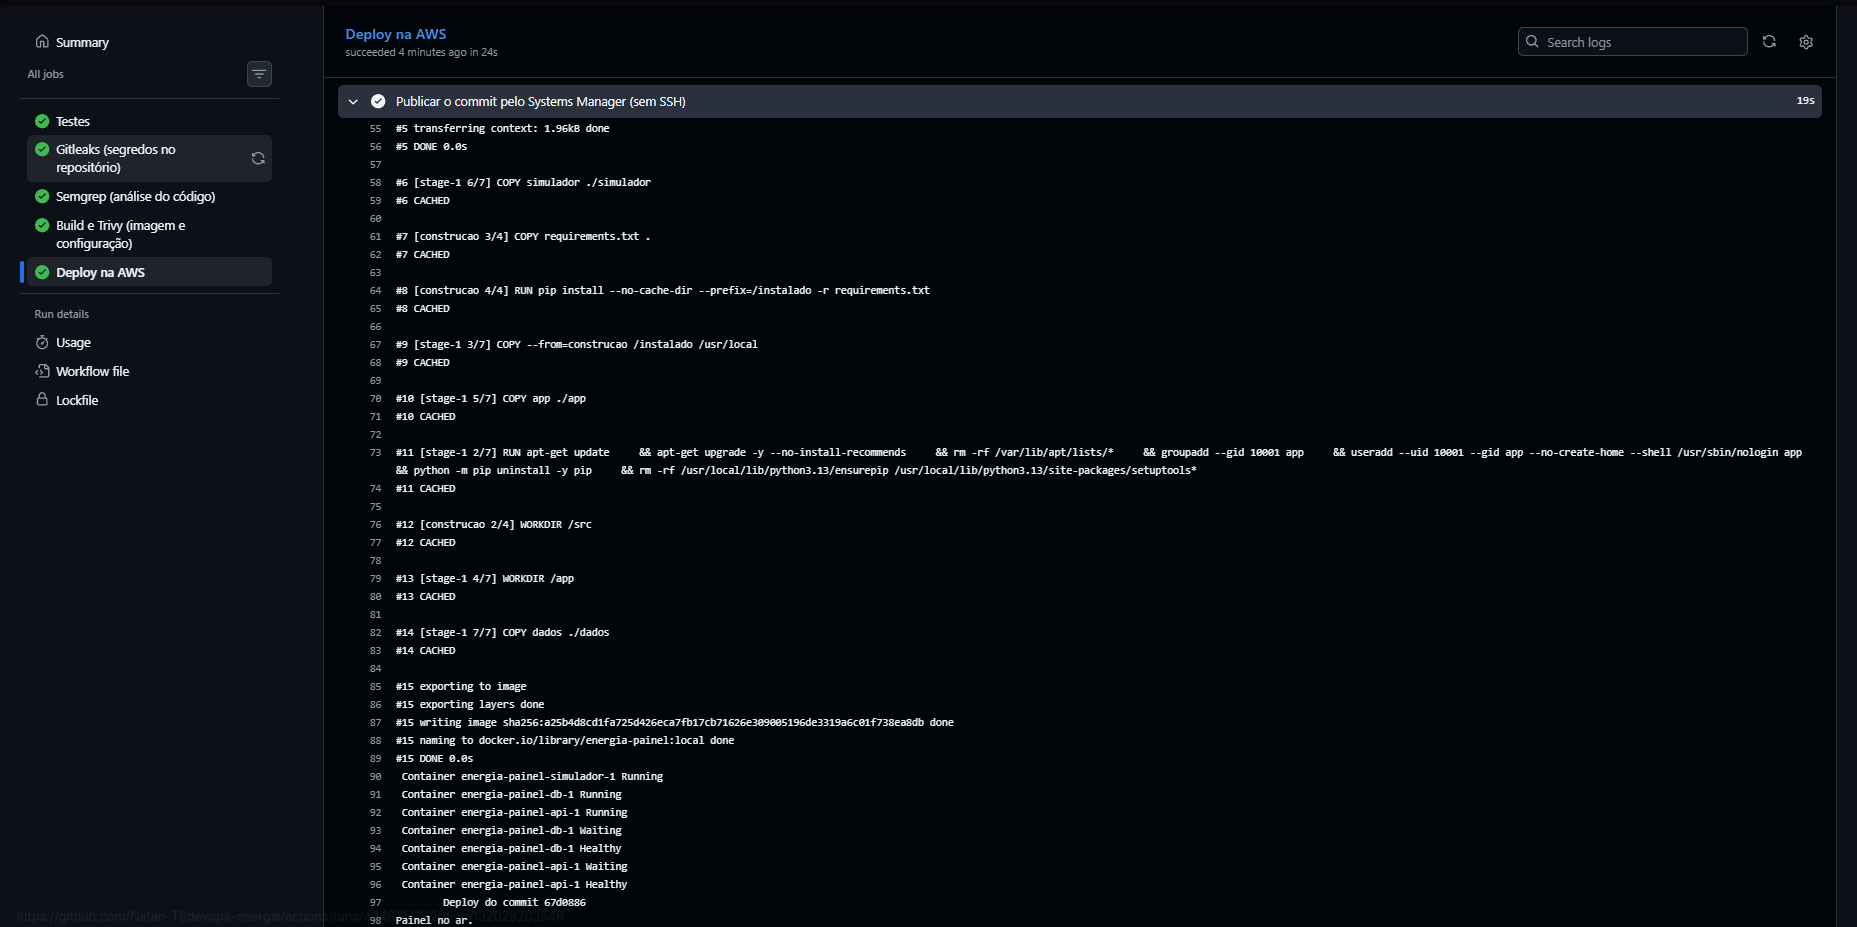 Summary
All jobs
Testes
Gitleaks (segredos no
repositório)
Semgrep (análise do código)
Build e Trivy (imagem e
configuração)
Deploy na AWS
Run details
Usage
Workflow file
Lockfile
Deploy na AWS
succeeded 4 minutes ago in 24s
Search logs
Publicar o commit pelo Systems Manager (sem SSH) 19s
55 #5 transferring context: 1.96kB done
56 #5 DONE 0.0s
57
58 #6 [stage-1 6/7] COPY simulador ./simulador
59 #6 CACHED
60
61 #7 [construcao 3/4] COPY requirements.txt .
62 #7 CACHED
63
64 #8 [construcao 4/4] RUN pip install --no-cache-dir --prefix=/instalado -r requirements.txt
65 #8 CACHED
66
67 #9 [stage-1 3/7] COPY --from=construcao /instalado /usr/local
68 #9 CACHED
69
70 #10 [stage-1 5/7] COPY app ./app
71 #10 CACHED
72
73 #11 [stage-1 2/7] RUN apt-get update     && apt-get upgrade -y --no-install-recommends     && rm -rf /var/lib/apt/lists/*     && groupadd --gid 10001 app     && useradd --uid 10001 --gid app --no-create-home --shell /usr/sbin/nologin app
&& python -m pip uninstall -y pip     && rm -rf /usr/local/lib/python3.13/ensurepip /usr/local/lib/python3.13/site-packages/setuptools*
74 #11 CACHED
75
76 #12 [construcao 2/4] WORKDIR /src
77 #12 CACHED
78
79 #13 [stage-1 4/7] WORKDIR /app
80 #13 CACHED
81
82 #14 [stage-1 7/7] COPY dados ./dados
83 #14 CACHED
84
85 #15 exporting to image
86 #15 exporting layers done
87 #15 writing image sha256:a25b4d8cd1fa725d426eca7fb17cb71626e309005196de3319a6c01f738ea8db done
88 #15 naming to docker.io/library/energia-painel:local done
89 #15 DONE 0.0s
90 Container energia-painel-simulador-1 Running
91 Container energia-painel-db-1 Running
92 Container energia-painel-api-1 Running
93 Container energia-painel-db-1 Waiting
94 Container energia-painel-db-1 Healthy
95 Container energia-painel-api-1 Waiting
96 Container energia-painel-api-1 Healthy
97 Deploy do commit 67d0886
98 Painel no ar.